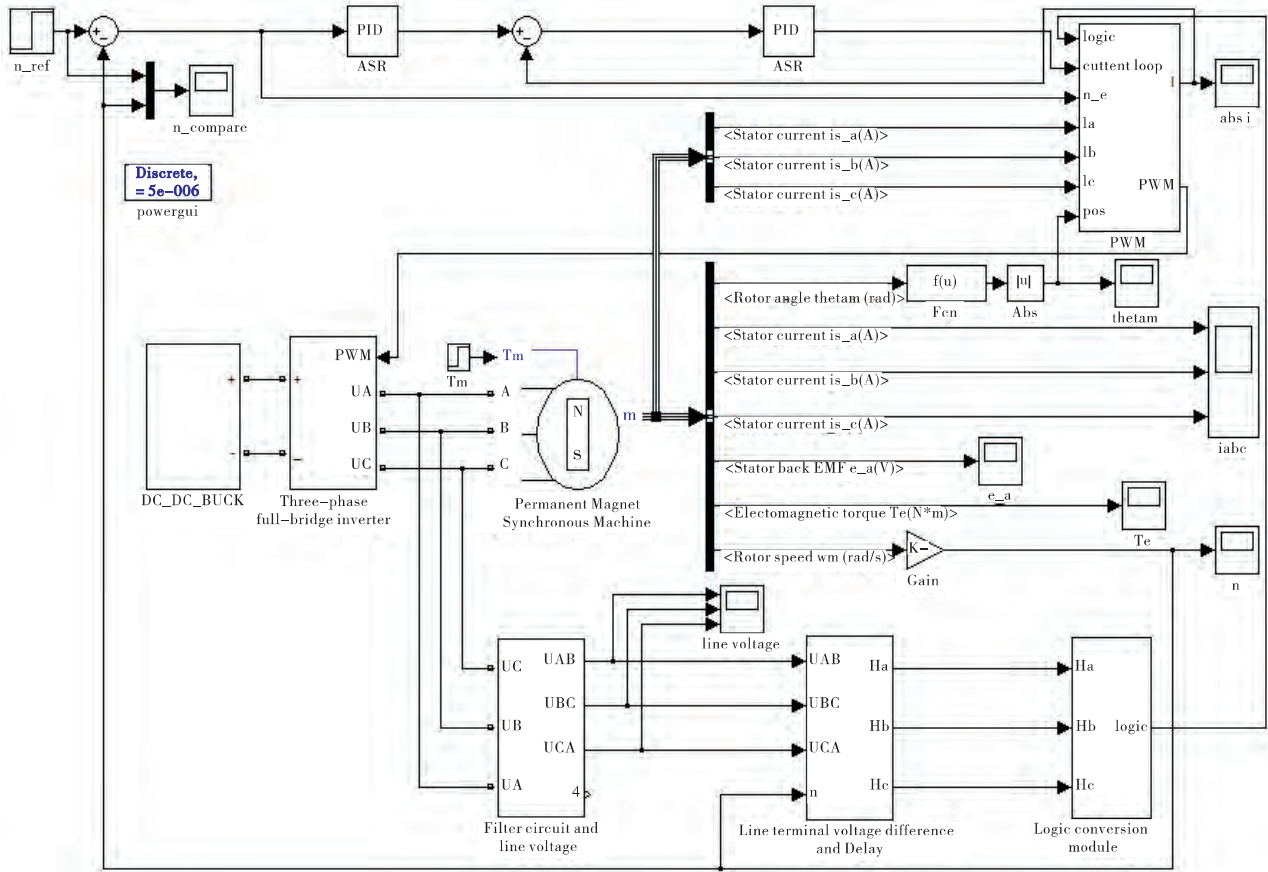 n_ref
+
-
PID
ASR
+
-
PID
ASR
n_compare
Discrete,
= 5e-006
powergui
logic
cuttent loop
n_e
Ia
Ib
Ic
pos
I
PWM
PWM
abs i
<Stator current is_a(A)>
<Stator current is_b(A)>
<Stator current is_c(A)>
<Rotor angle thetam (rad)>
f(u)
Fcn
|u|
Abs
thetam
<Stator current is_a(A)>
<Stator current is_b(A)>
<Stator current is_c(A)>
iabc
<Stator back EMF e_a(V)>
e_a
<Electomagnetic torque Te(N*m)>
Te
<Rotor speed wm (rad/s)>
K-
Gain
n
+
-
DC_DC_BUCK
+
-
PWM
UA
UB
UC
Three-phase
full-bridge inverter
Tm
Tm
A
B
C
N
S
m
Permanent Magnet
Synchronous Machine
line voltage
UC
UB
UA
UAB
UBC
UCA
4
Filter circuit and
line voltage
UAB
UBC
UCA
n
Ha
Hb
Hc
Line terminal voltage difference
and Delay
Ha
Hb
Hc
logic
Logic conversion
module